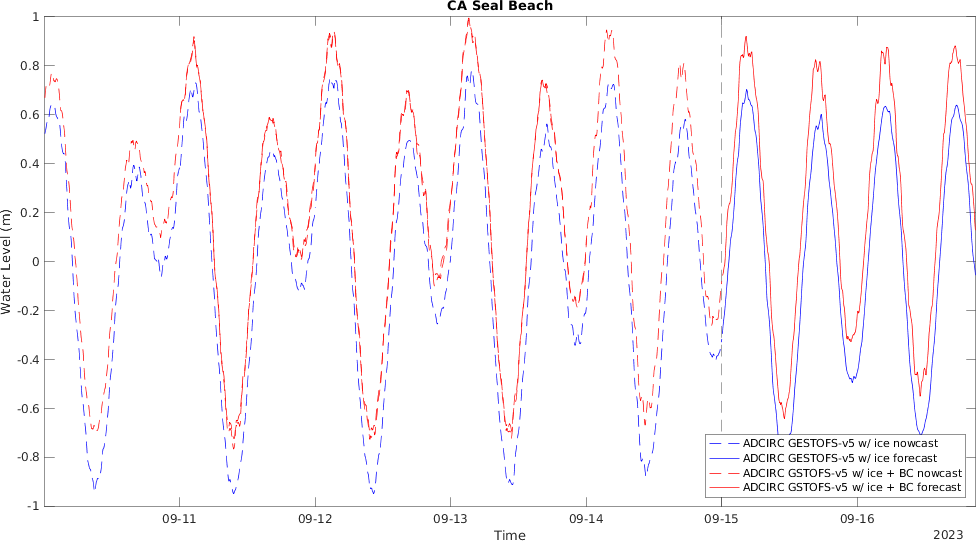 CA Seal Beach
1
0.8
0.6
0.4
0.2
0
-0.2
-0.4
-0.6
-0.8
-1
Water Level (m)
09-11 09-12 09-13 09-14 09-15 09-16
Time
2023
ADCIRC GESTOFS-v5 w/ ice nowcast
ADCIRC GESTOFS-v5 w/ ice forecast
ADCIRC GSTOFS-v5 w/ ice + BC nowcast
ADCIRC GSTOFS-v5 w/ ice + BC forecast